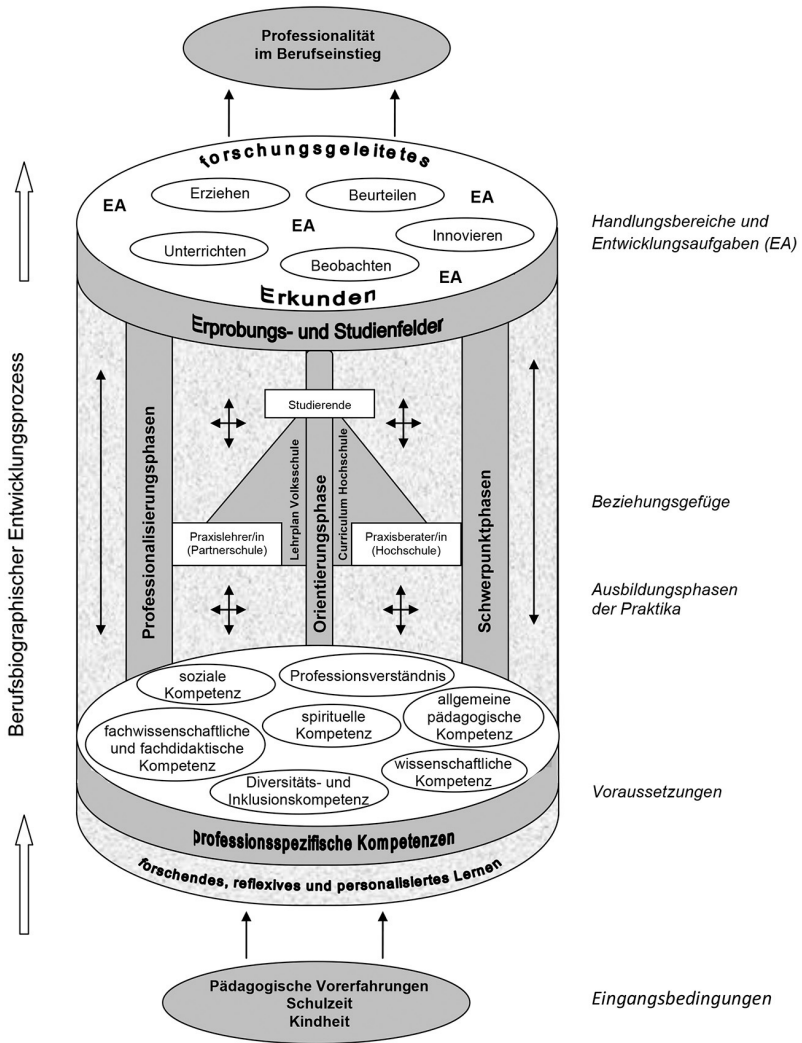 Professionalität
im Berufseinstieg
forschungsgeleitetes
Erziehen
Beurteilen
EA
EA
EA
Innovieren
Unterrichten
Beobachten
EA
Erkunden
Handlungsbereiche und
Entwicklungsaufgaben (EA)
Erprobungs- und Studienfelder
Berufsbiographischer Entwicklungsprozess
Professionalisierungsphasen
Studierende
Lehrplan Volksschule
Orientierungsphase
Curriculum Hochschule
Schwerpunktphasen
Praxislehrer/in
(Partnerschule)
Praxisberater/in
(Hochschule)
Beziehungsgefüge
Ausbildungsphasen
der Praktika
soziale
Kompetenz
Professionsverständnis
allgemeine
pädagogische
Kompetenz
fachwissenschaftliche
und fachdidaktische
Kompetenz
spirituelle
Kompetenz
wissenschaftliche
Kompetenz
Diversitäts- und
Inklusionskompetenz
Voraussetzungen
professionsspezifische Kompetenzen
forschendes, reflexives und personalisiertes Lernen
Pädagogische Vorerfahrungen
Schulzeit
Kindheit
Eingangsbedingungen